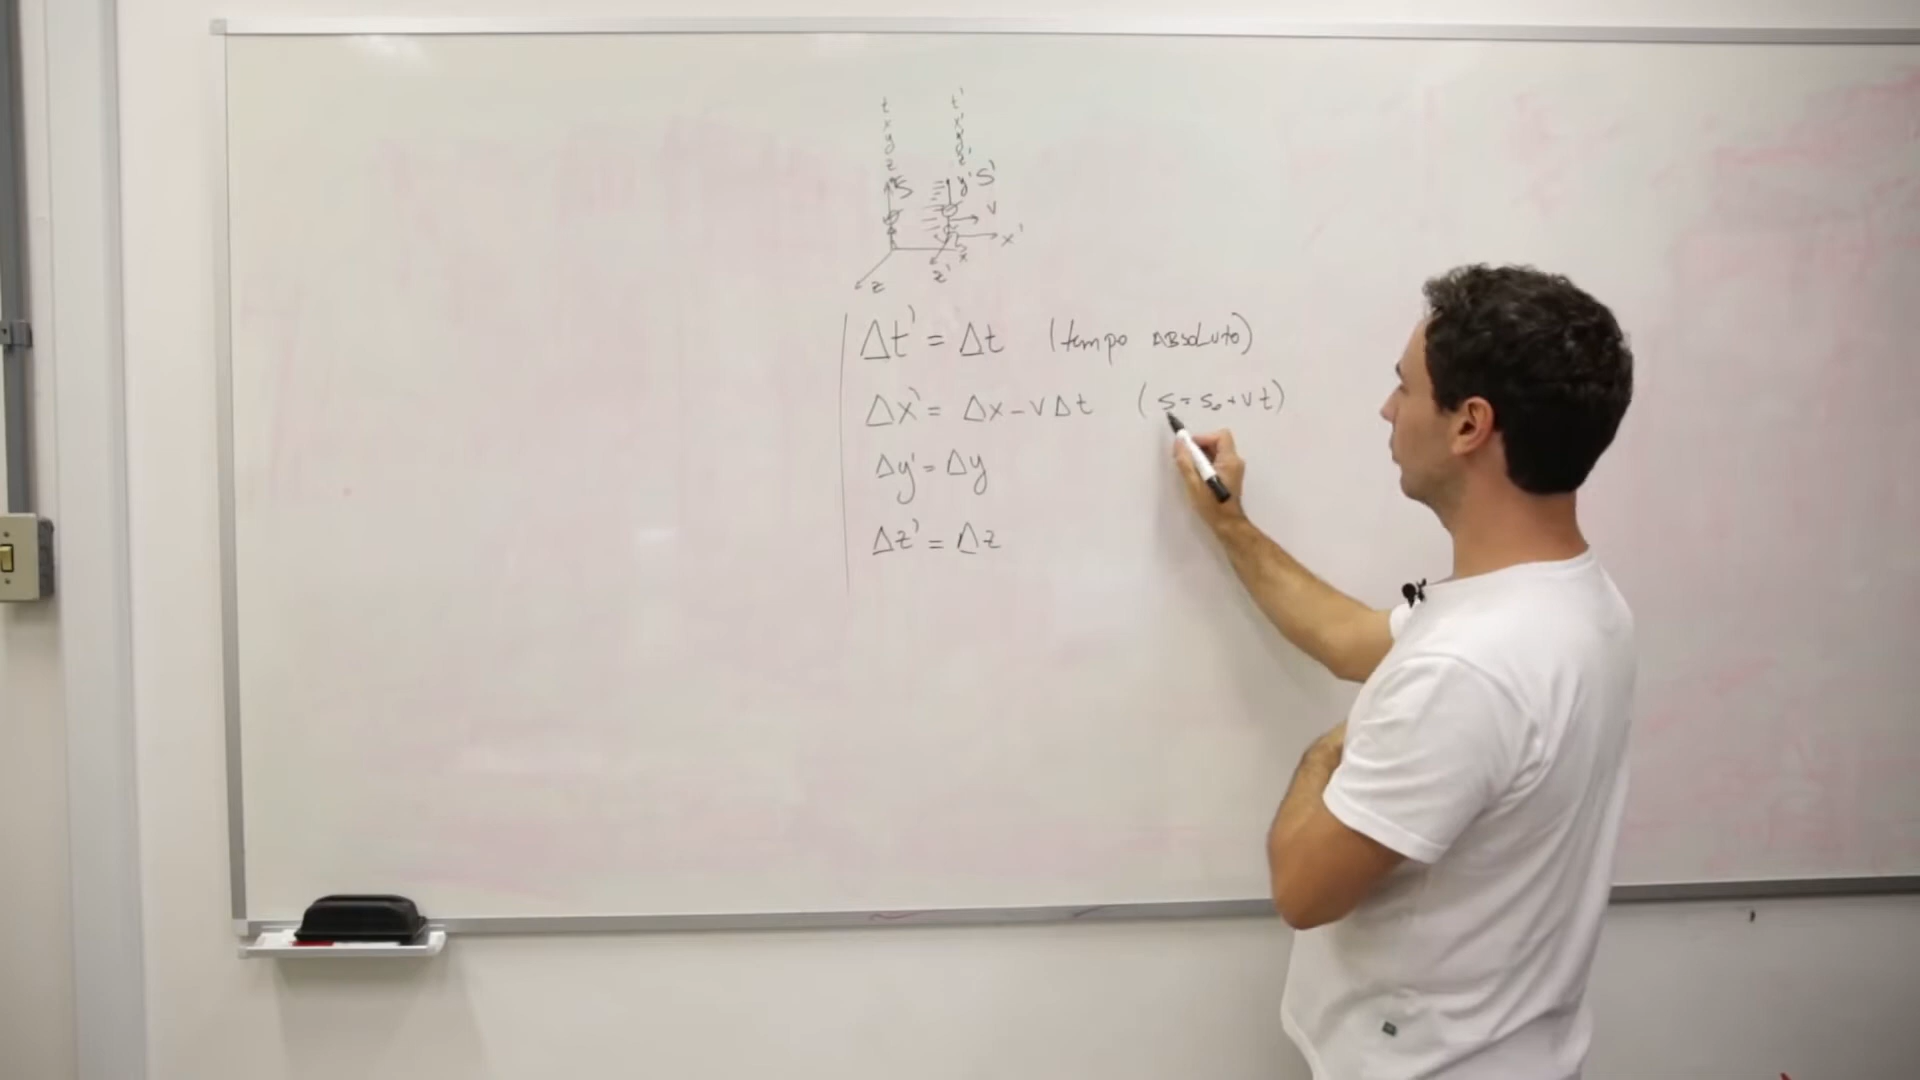 t t'
x x'
y y'
z z'
S y' S'
v
x'
x
z'
z
Δt' = Δt (tempo ABSOLUTO)
Δx' = Δx - v Δt (S = S₀ + v t)
Δy' = Δy
Δz' = Δz